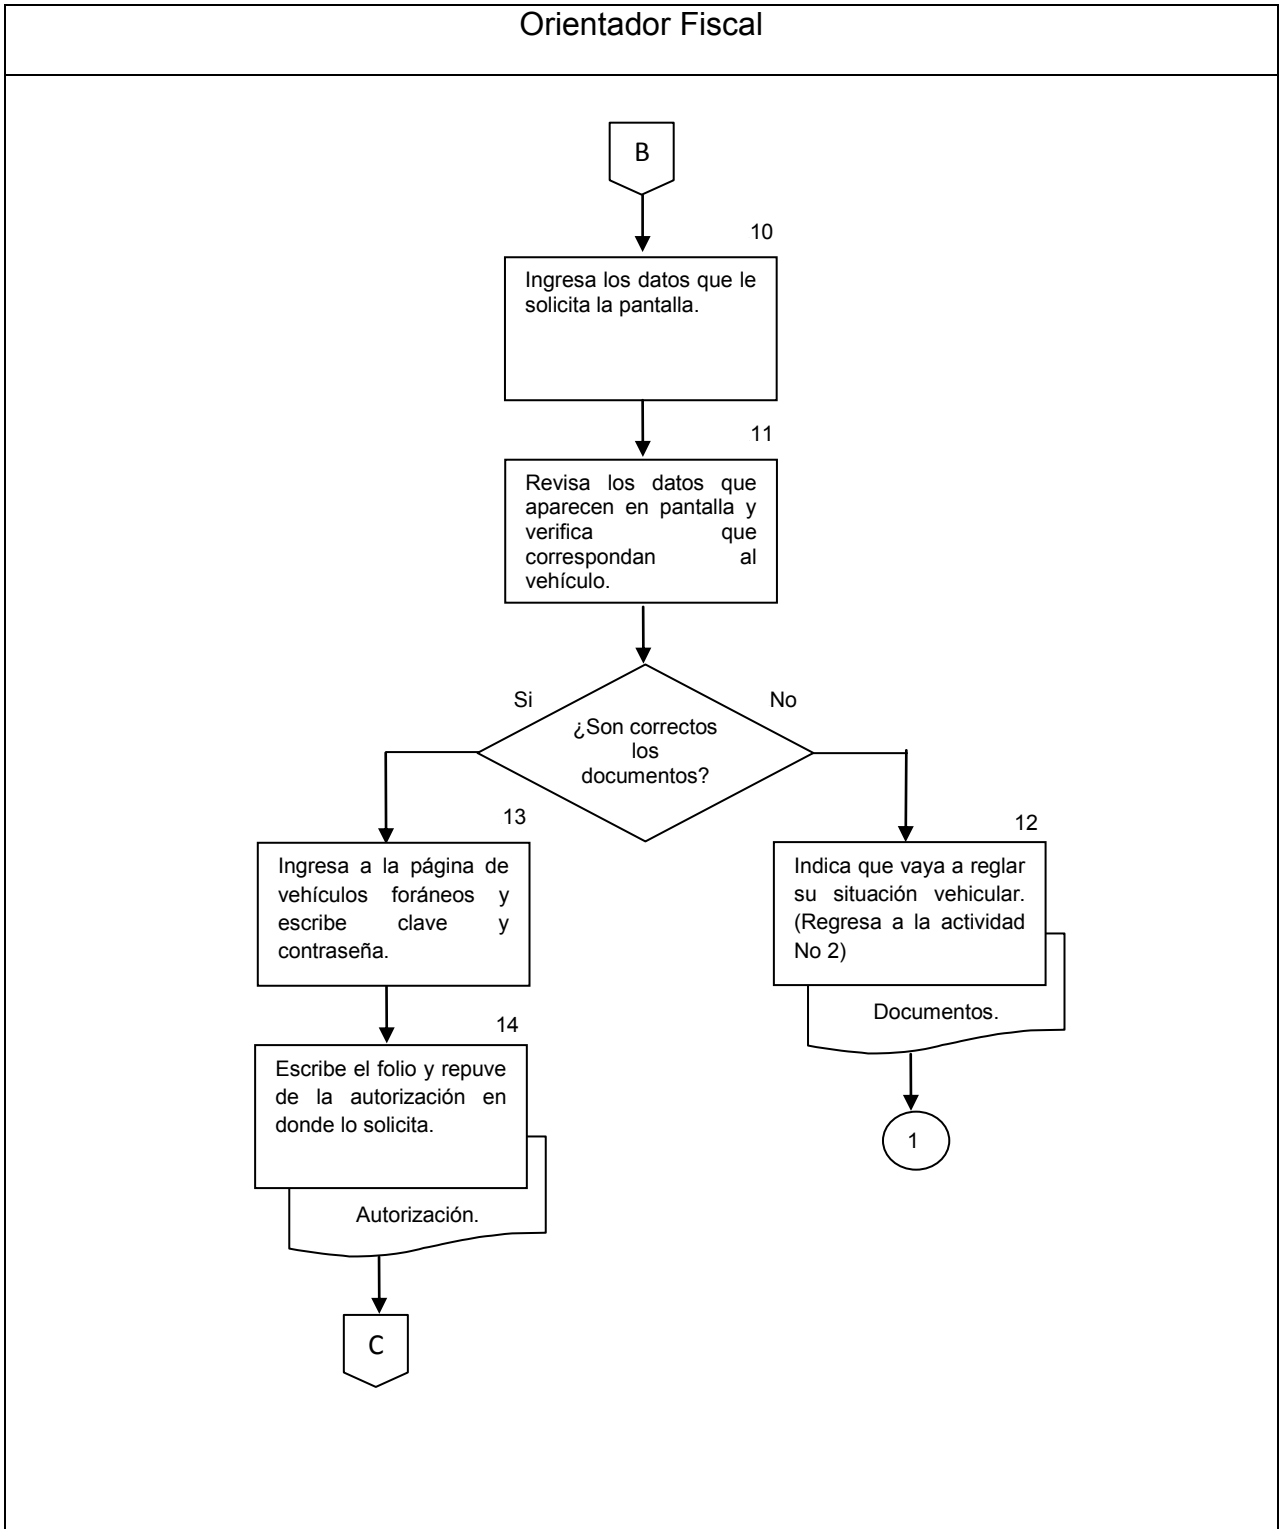 Orientador Fiscal
B
10
Ingresa los datos que le
solicita la pantalla.
11
Revisa los datos que
aparecen en pantalla y
verifica que
correspondan al
vehículo.
Si
No
¿Son correctos
los
documentos?
13
Ingresa a la página de
vehículos foráneos y
escribe clave y
contraseña.
12
Indica que vaya a reglar
su situación vehicular.
(Regresa a la actividad
No 2)
Documentos.
1
14
Escribe el folio y repuve
de la autorización en
donde lo solicita.
Autorización.
C